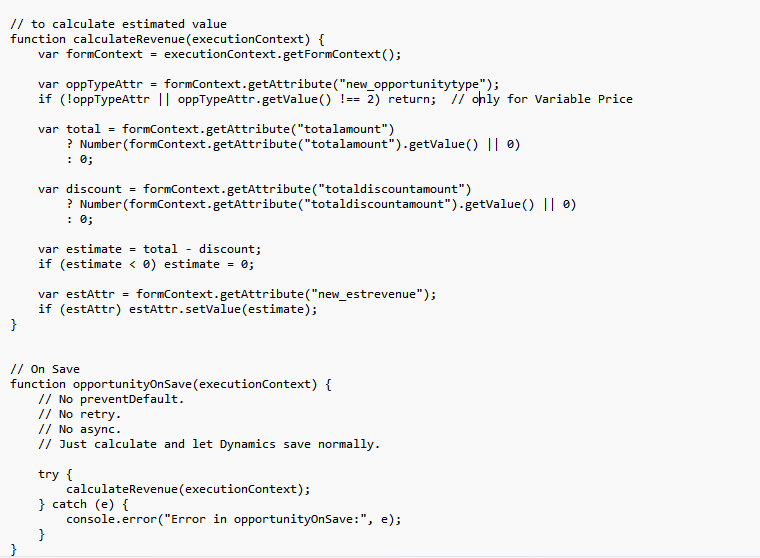 // to calculate estimated value
function calculateRevenue(executionContext) {
    var formContext = executionContext.getFormContext();

    var oppTypeAttr = formContext.getAttribute("new_opportunitytype");
    if (!oppTypeAttr || oppTypeAttr.getValue() !== 2) return;  // only for Variable Price

    var total = formContext.getAttribute("totalamount")
        ? Number(formContext.getAttribute("totalamount").getValue() || 0)
        : 0;

    var discount = formContext.getAttribute("totaldiscountamount")
        ? Number(formContext.getAttribute("totaldiscountamount").getValue() || 0)
        : 0;

    var estimate = total - discount;
    if (estimate < 0) estimate = 0;

    var estAttr = formContext.getAttribute("new_estrevenue");
    if (estAttr) estAttr.setValue(estimate);
}


// On Save
function opportunityOnSave(executionContext) {
    // No preventDefault.
    // No retry.
    // No async.
    // Just calculate and let Dynamics save normally.

    try {
        calculateRevenue(executionContext);
    } catch (e) {
        console.error("Error in opportunityOnSave:", e);
    }
}